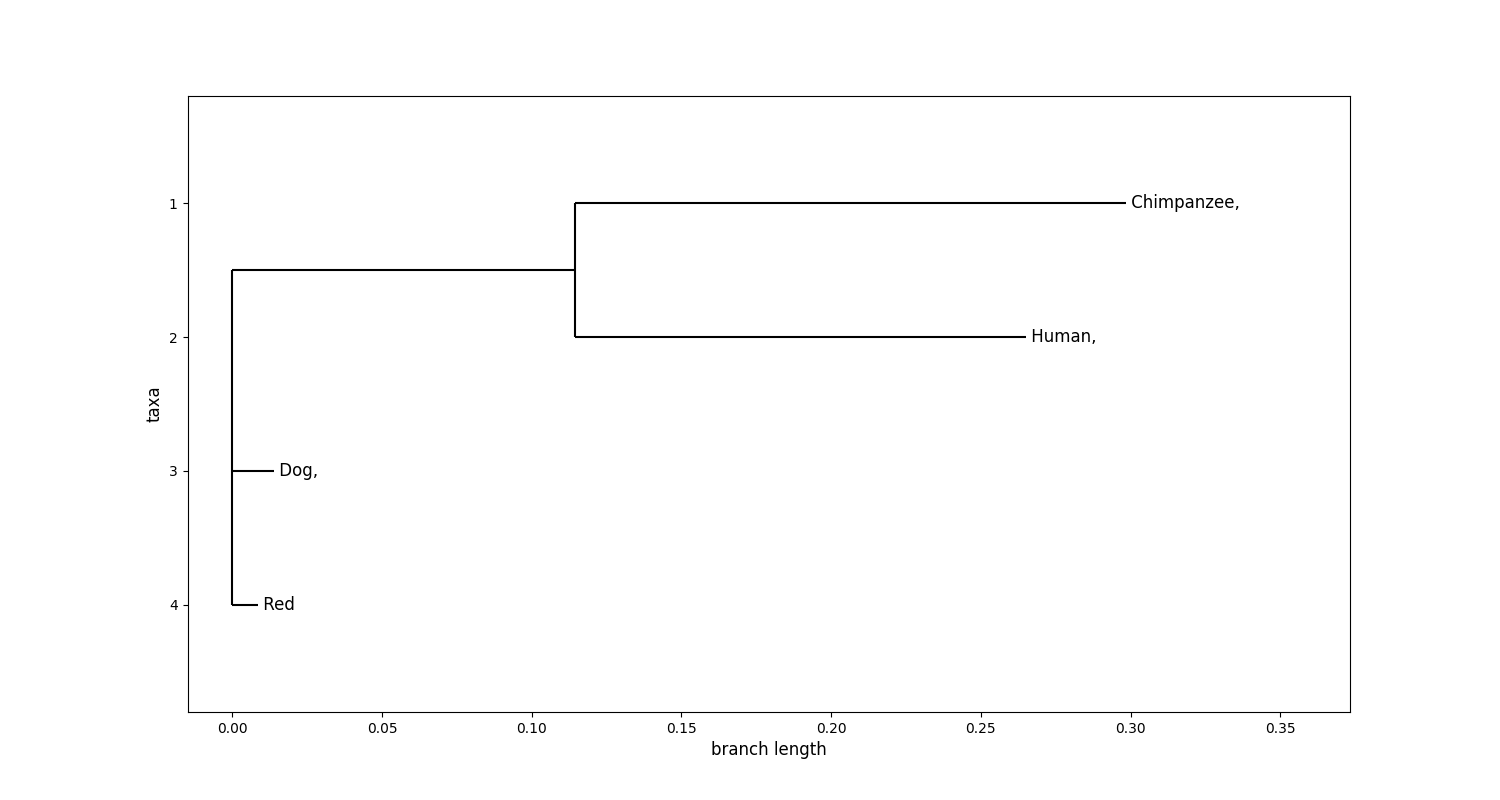 1
Chimpanzee,
2
Human,
taxa
3
Dog,
4
Red
0.00 0.05 0.10 0.15 0.20 0.25 0.30 0.35
branch length